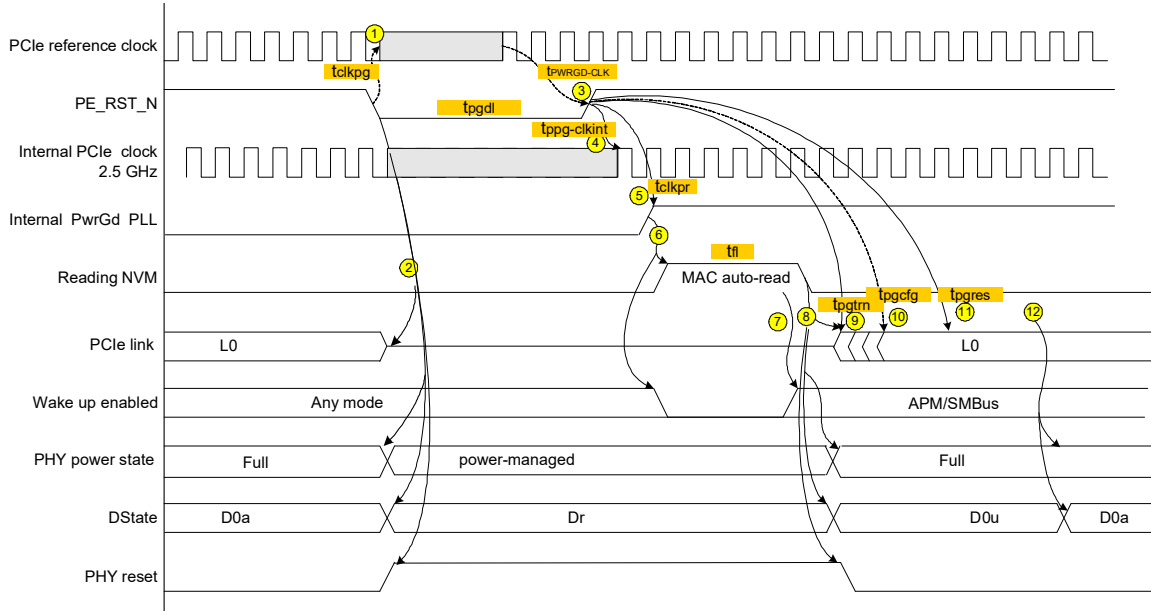 1
PCIe reference clock
tclkpg
tPWRGD-CLK
3
PE_RST_N
tpgdl
tppg-clkint
4
Internal PCIe clock
2.5 GHz
5
tclkpr
Internal PwrGd PLL
6
2
tfl
Reading NVM
MAC auto-read
tpgtrn
tpgcfg
tpgres
7
8
9
10
11
12
PCIe link
L0
L0
Wake up enabled
Any mode
APM/SMBus
PHY power state
Full
power-managed
Full
DState
D0a
Dr
D0u
D0a
PHY reset